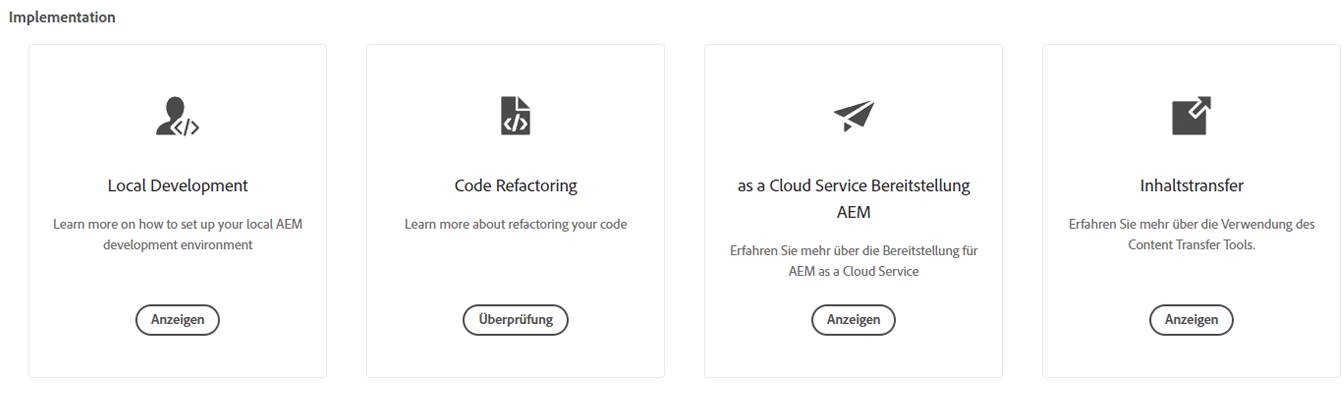 Implementation
Local Development
Learn more on how to set up your local AEM
development environment
Anzeigen
Code Refactoring
Learn more about refactoring your code
Überprüfung
as a Cloud Service Bereitstellung
AEM
Erfahren Sie mehr über die Bereitstellung für
AEM as a Cloud Service
Anzeigen
Inhaltstransfer
Erfahren Sie mehr über die Verwendung des
Content Transfer Tools.
Anzeigen